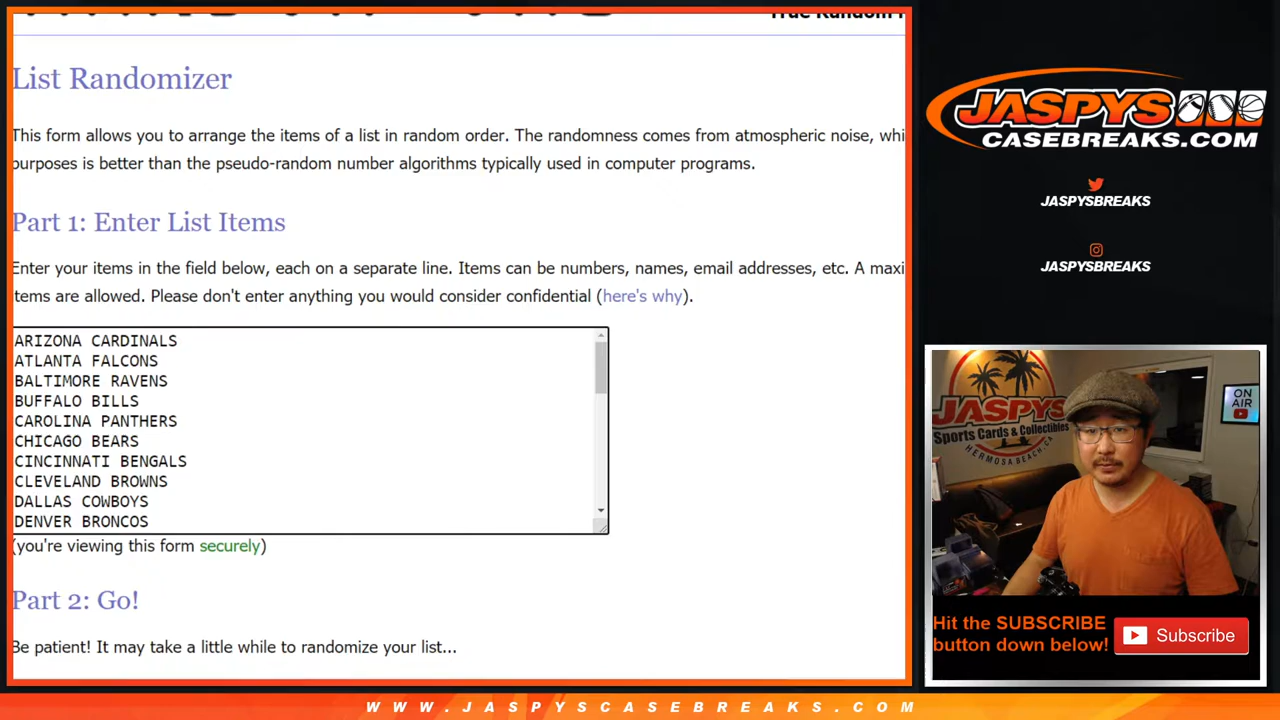 List Randomizer
This form allows you to arrange the items of a list in random order. The randomness comes from atmospheric noise,
purposes is better than the pseudo-random number algorithms typically used in computer programs.
Part 1: Enter List Items
Enter your items in the field below, each on a separate line. Items can be numbers, names, email addresses, etc. A
items are allowed. Please don't enter anything you would consider confidential (here's why).
ARIZONA CARDINALS
ATLANTA FALCONS
BALTIMORE RAVENS
BUFFALO BILLS
CAROLINA PANTHERS
CHICAGO BEARS
CINCINNATI BENGALS
CLEVELAND BROWNS
DALLAS COWBOYS
DENVER BRONCOS
(you're viewing this form securely)
Part 2: Go!
Be patient! It may take a little while to randomize your list...
JASPYS
CASEBREAKS.COM
JASPYSBREAKS
JASPYSBREAKS
JASPYS
Sports Cards & Collectibles
HERMOSA BEACH,
ON
AIR
Hit the SUBSCRIBE
button down below!
Subscribe
WWW.JASPYSCASEBREAKS.COM